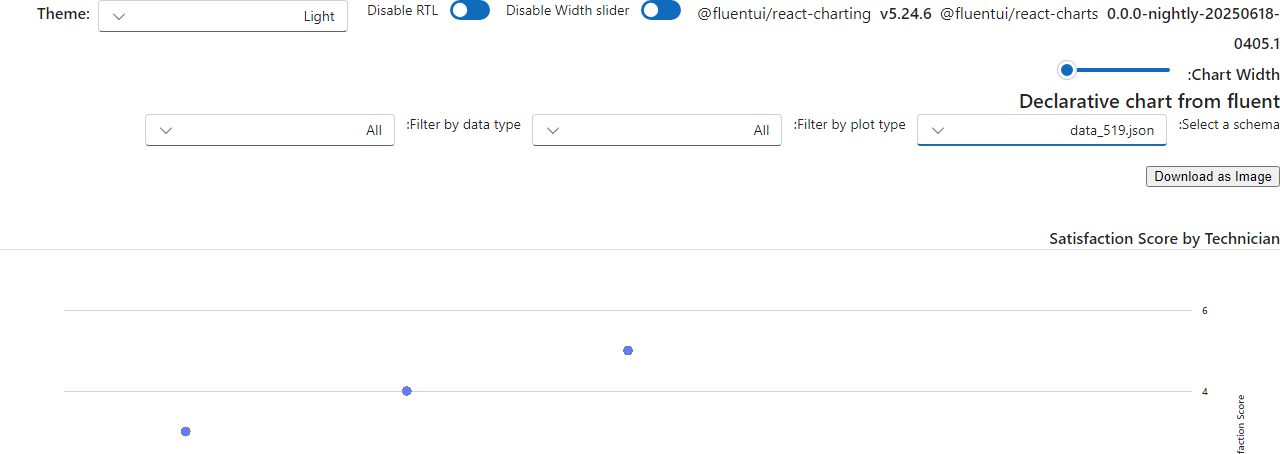 Theme: Light Disable RTL Disable Width slider @fluentui/react-charting v5.24.6 @fluentui/react-charts 0.0.0-nightly-20250618-
0405.1
:Chart Width
Declarative chart from fluent
:Select a schema data_519.json :Filter by plot type All :Filter by data type All
Download as Image
Satisfaction Score by Technician
6
4
faction Score